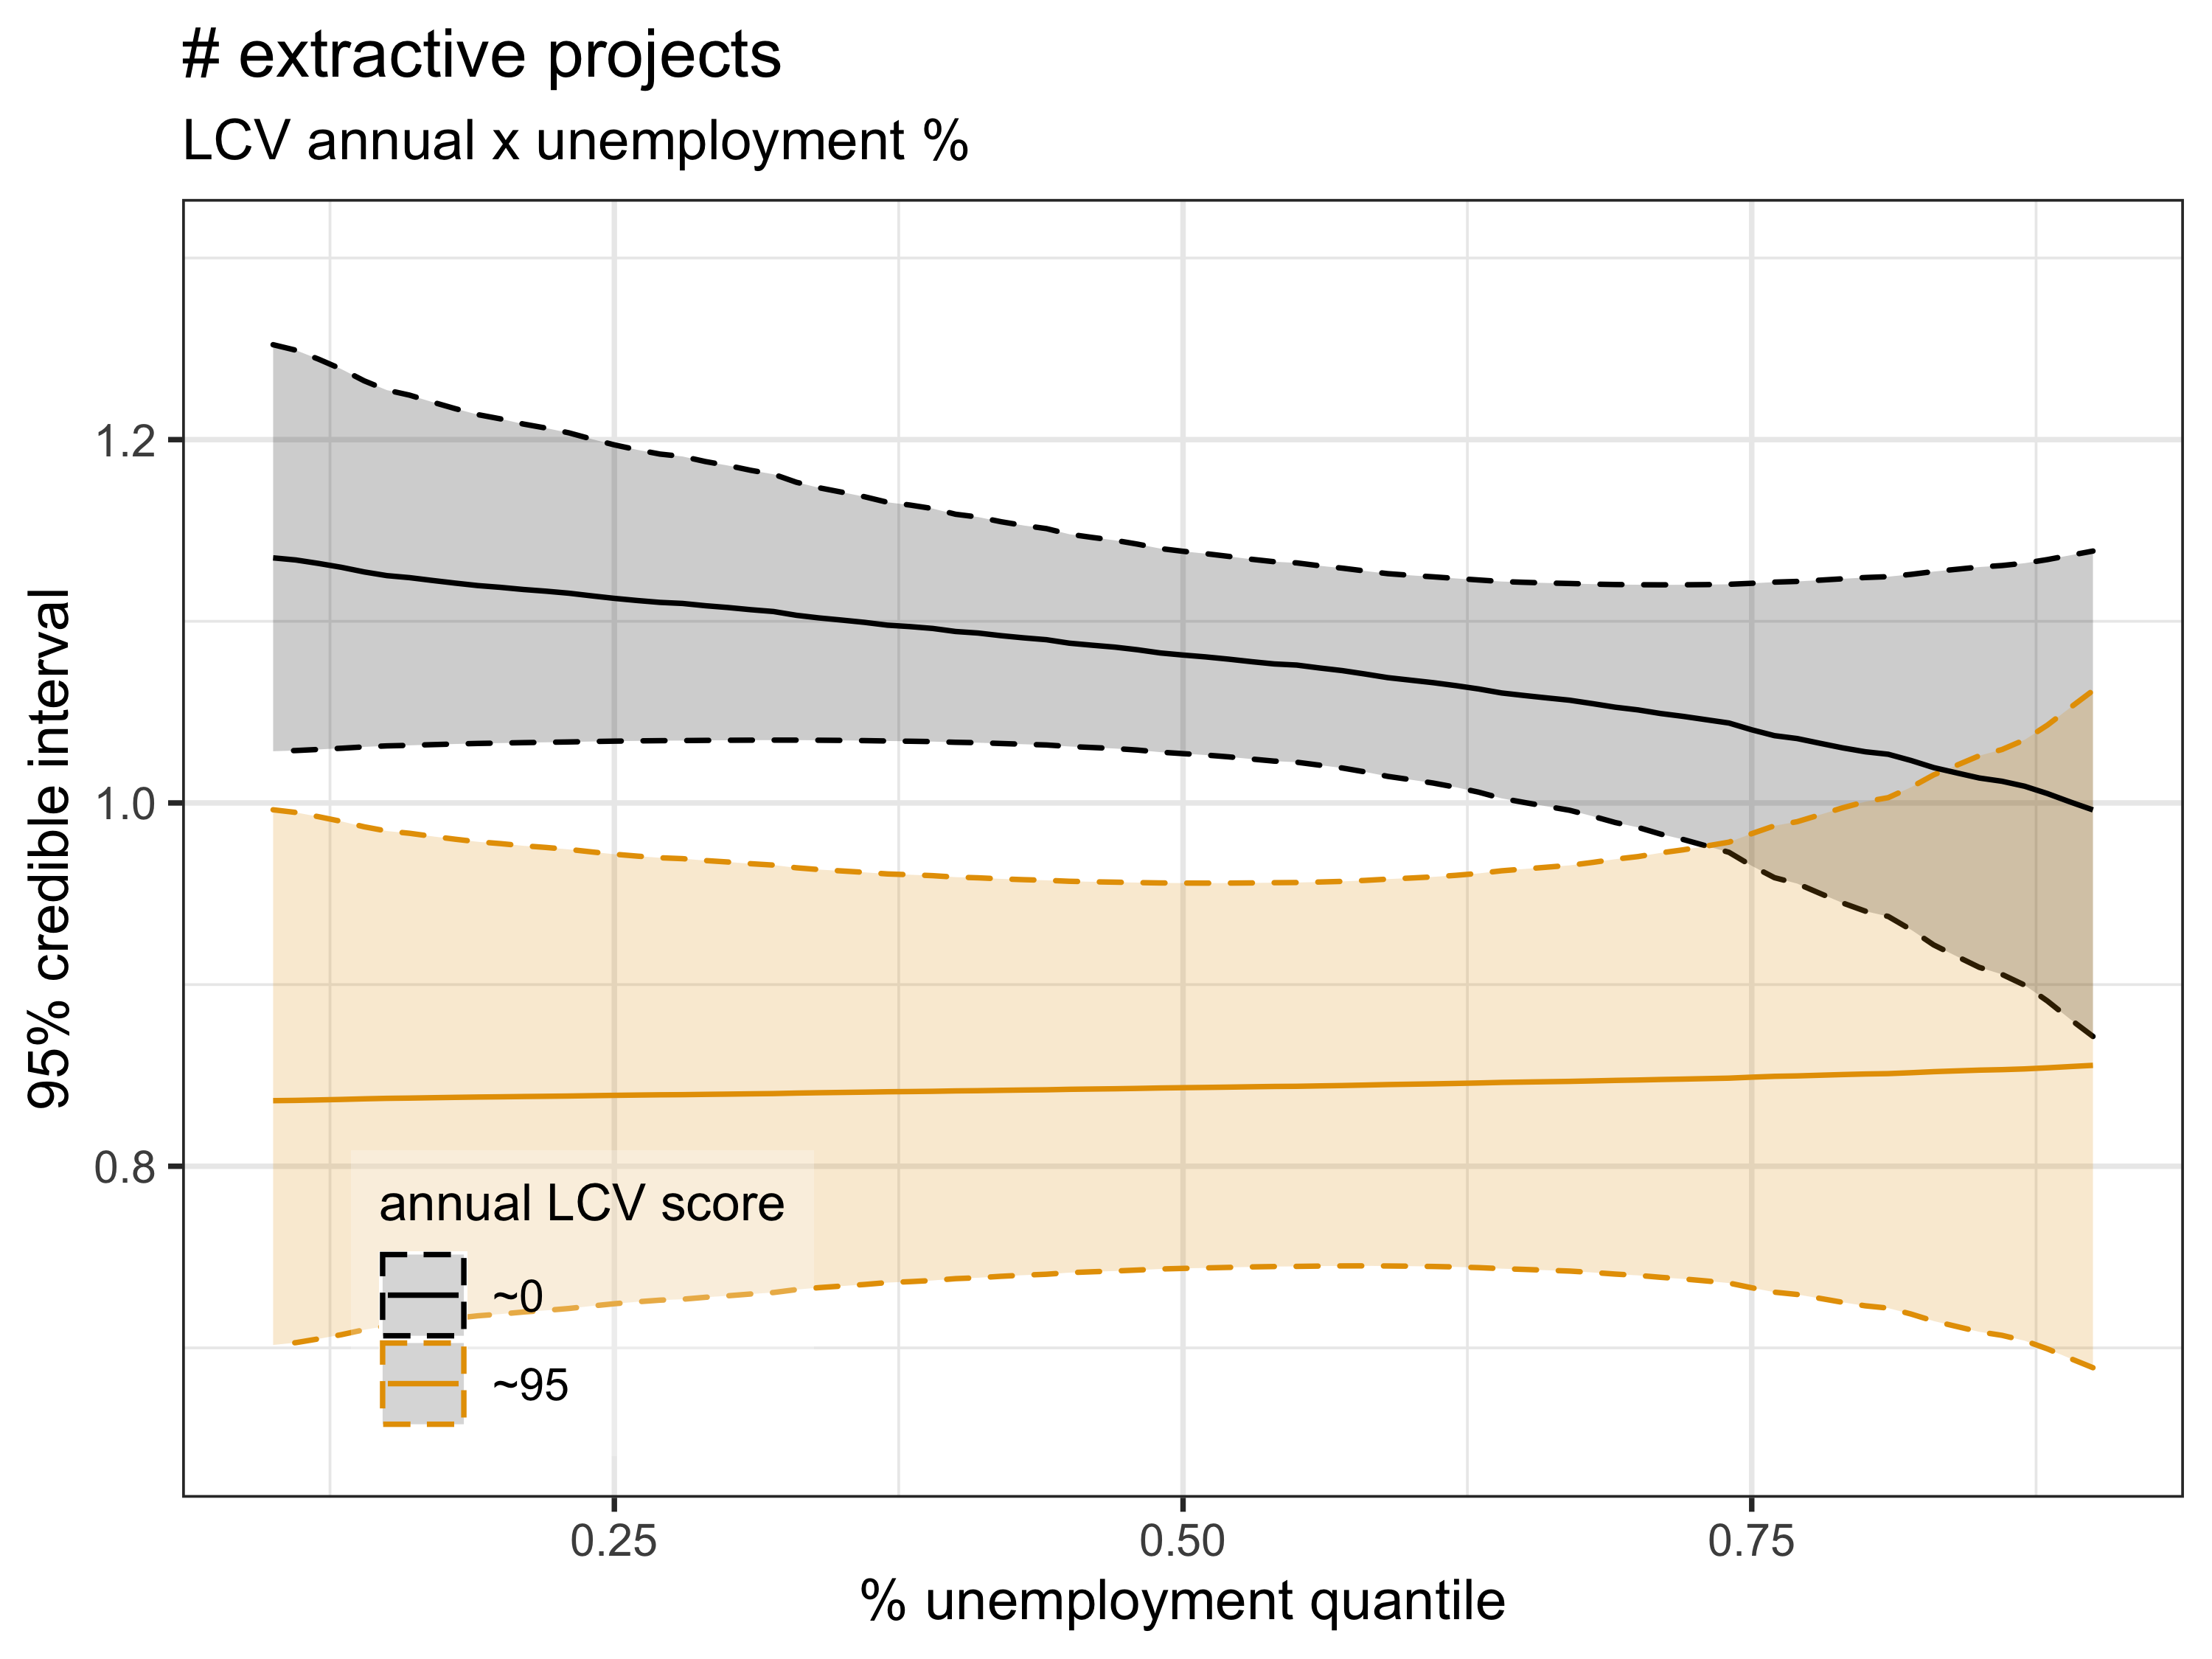 # extractive projects
LCV annual x unemployment %
95% credible interval
1.2
1.0
0.8
annual LCV score
~0
~95
0.25
0.50
0.75
% unemployment quantile